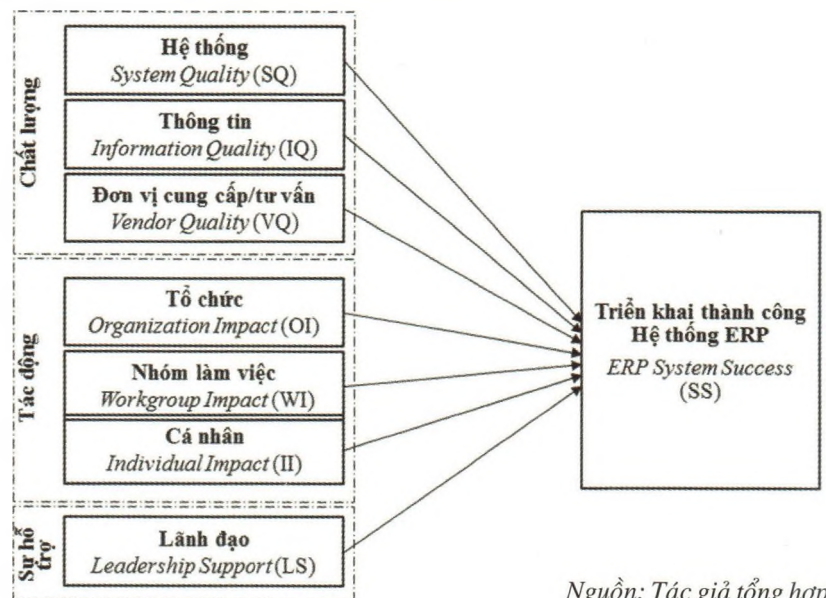 Chất lượng
Hệ thống
System Quality (SQ)
Thông tin
Information Quality (IQ)
Đơn vị cung cấp/tư vấn
Vendor Quality (VQ)
Tác động
Tổ chức
Organization Impact (OI)
Nhóm làm việc
Workgroup Impact (WI)
Cá nhân
Individual Impact (II)
Sự hỗ
trợ
Lãnh đạo
Leadership Support (LS)
Triển khai thành công
Hệ thống ERP
ERP System Success
(SS)
Nguồn: Tác giả tổng hợp